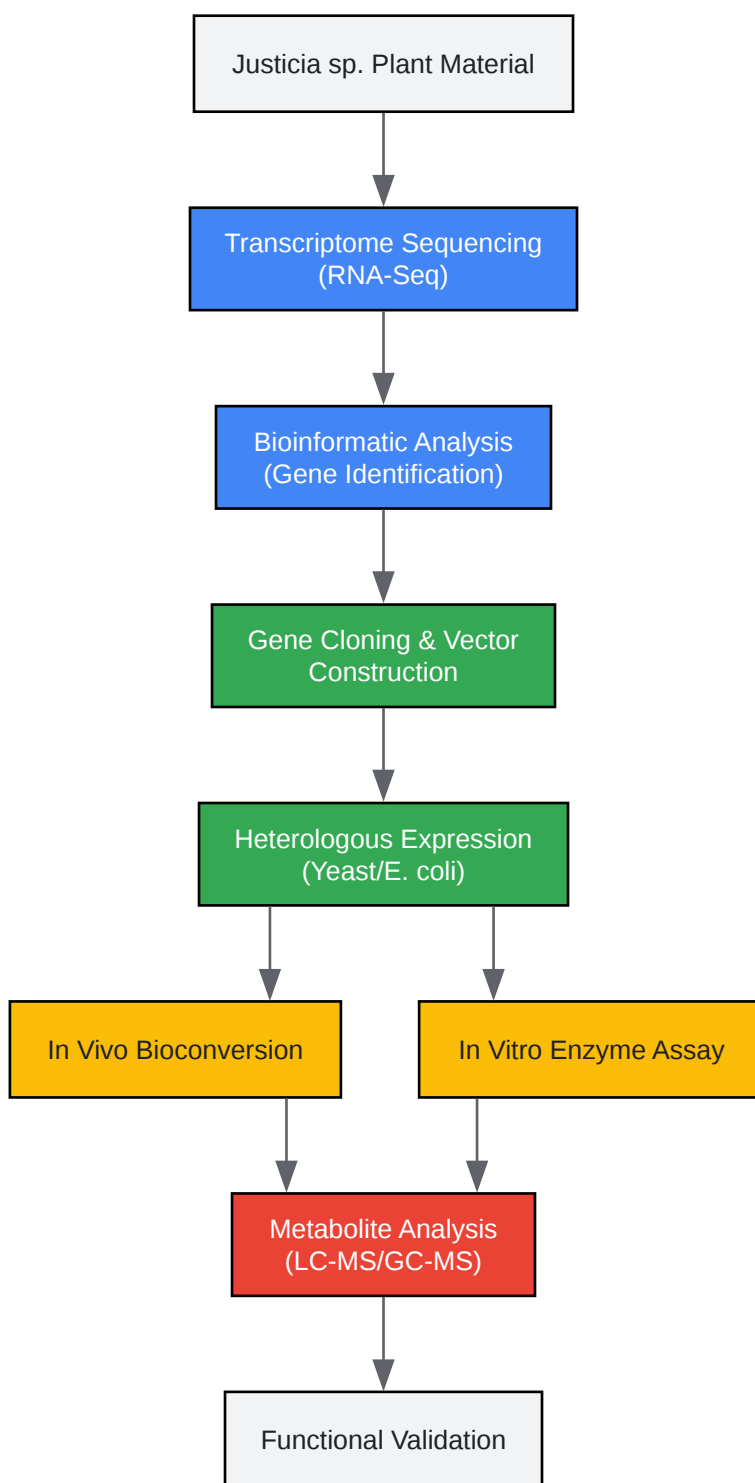 Justicia sp. Plant Material
Transcriptome Sequencing
(RNA-Seq)
Bioinformatic Analysis
(Gene Identification)
Gene Cloning & Vector
Construction
Heterologous Expression
(Yeast/E. coli)
In Vivo Bioconversion
In Vitro Enzyme Assay
Metabolite Analysis
(LC-MS/GC-MS)
Functional Validation